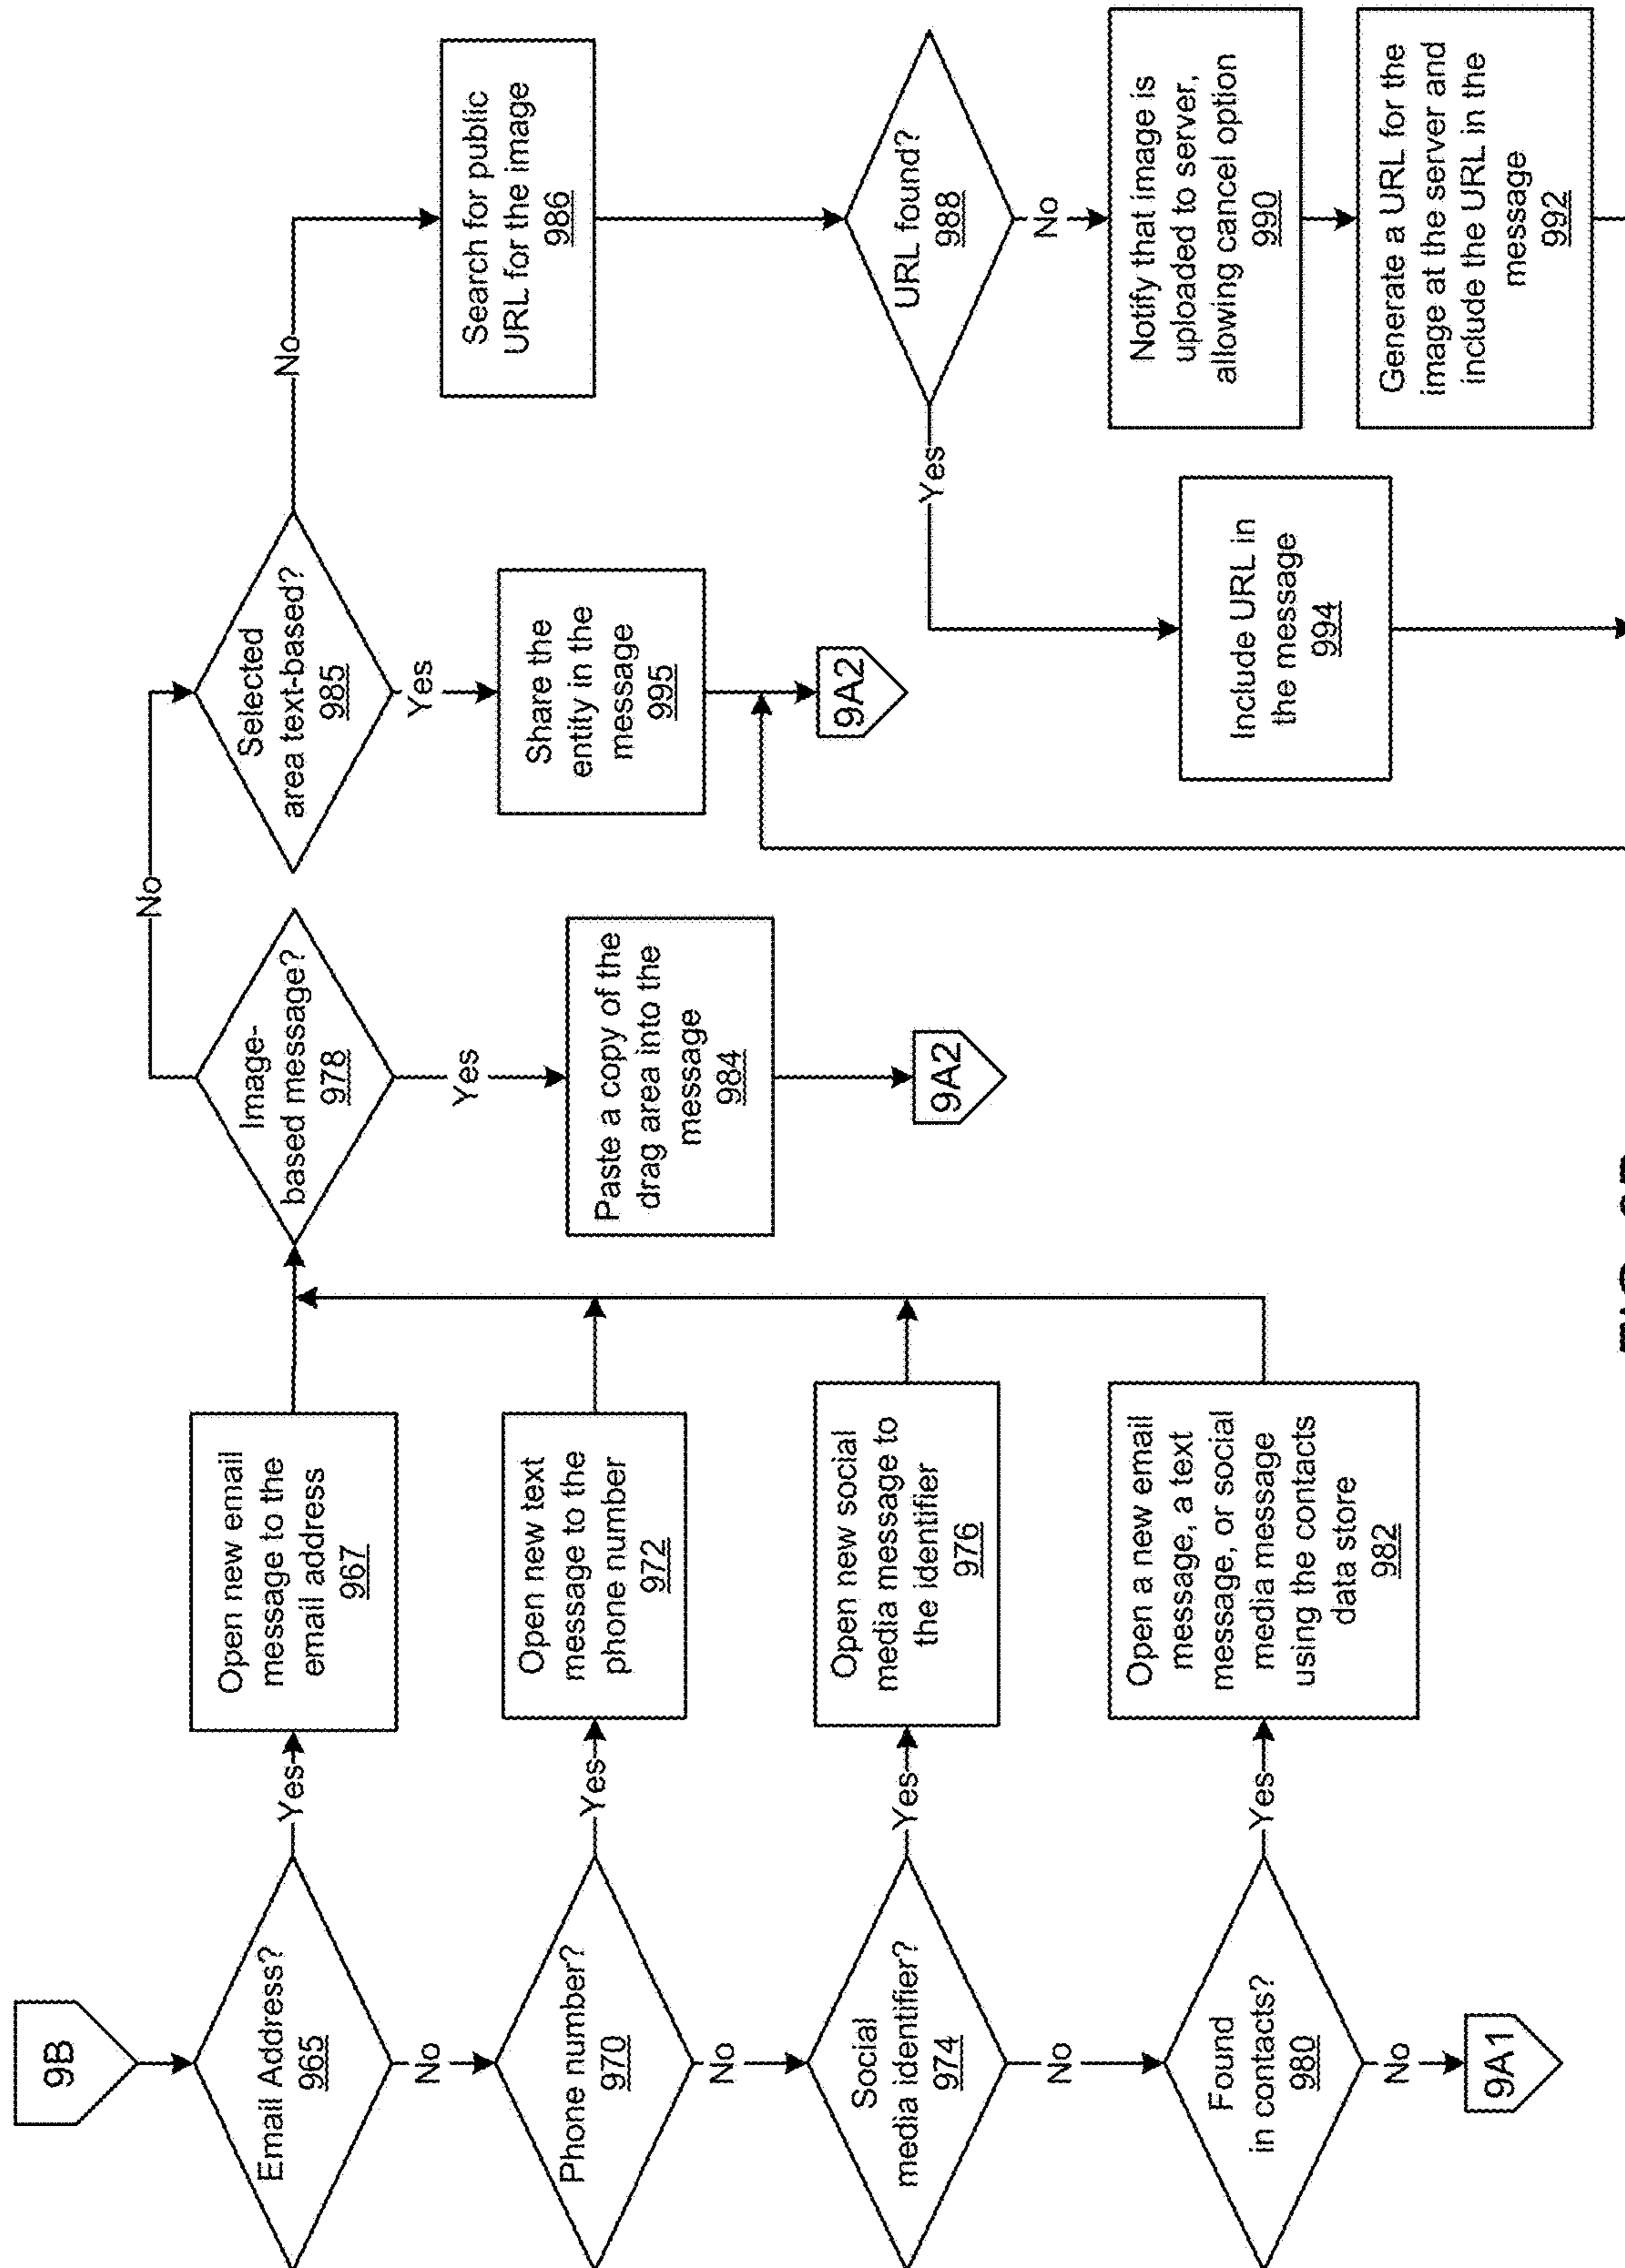 9B
Email Address?
965
Yes
Open new email
message to the
email address
967
No
Phone number?
970
Yes
Open new text
message to the
phone number
972
No
Social
media identifier?
974
Yes
Open new social
media message to
the identifier
976
No
Found
in contacts?
980
Yes
Open a new email
message, a text
message, or social
media message
using the contacts
data store
982
No
9A1
Image-
based message?
978
Yes
Paste a copy of the
drag area into the
message
984
9A2
No
Selected
area text-based?
985
Yes
Share the
entity in the
message
995
9A2
No
Search for public
URL for the image
986
URL found?
988
Yes
Include URL in
the message
994
No
Notify that image is
uploaded to server,
allowing cancel option
990
Generate a URL for the
image at the server and
include the URL in the
message
992